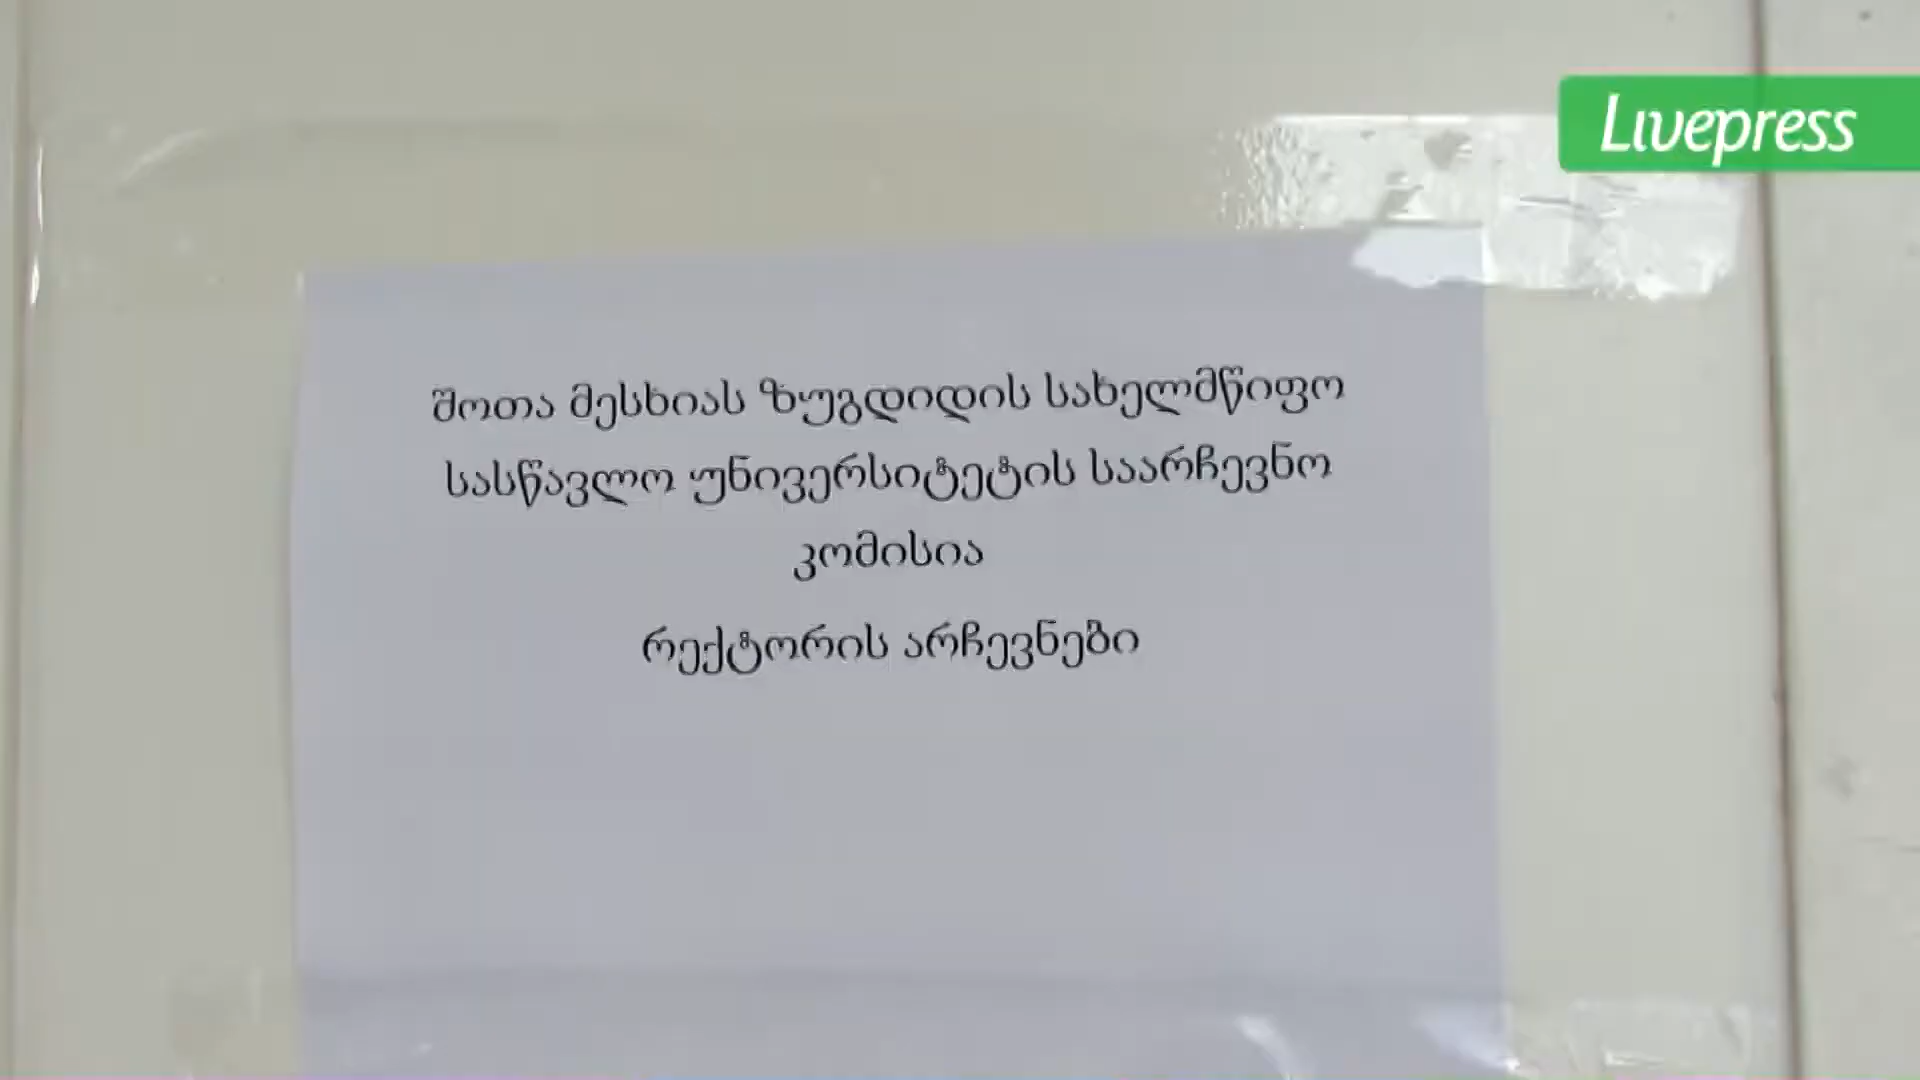 Livepress
შოთა მესხიას ზუგდიდის სახელმწიფო
სასწავლო უნივერსიტეტის საარჩევნო
კომისია
რექტორის არჩევნები